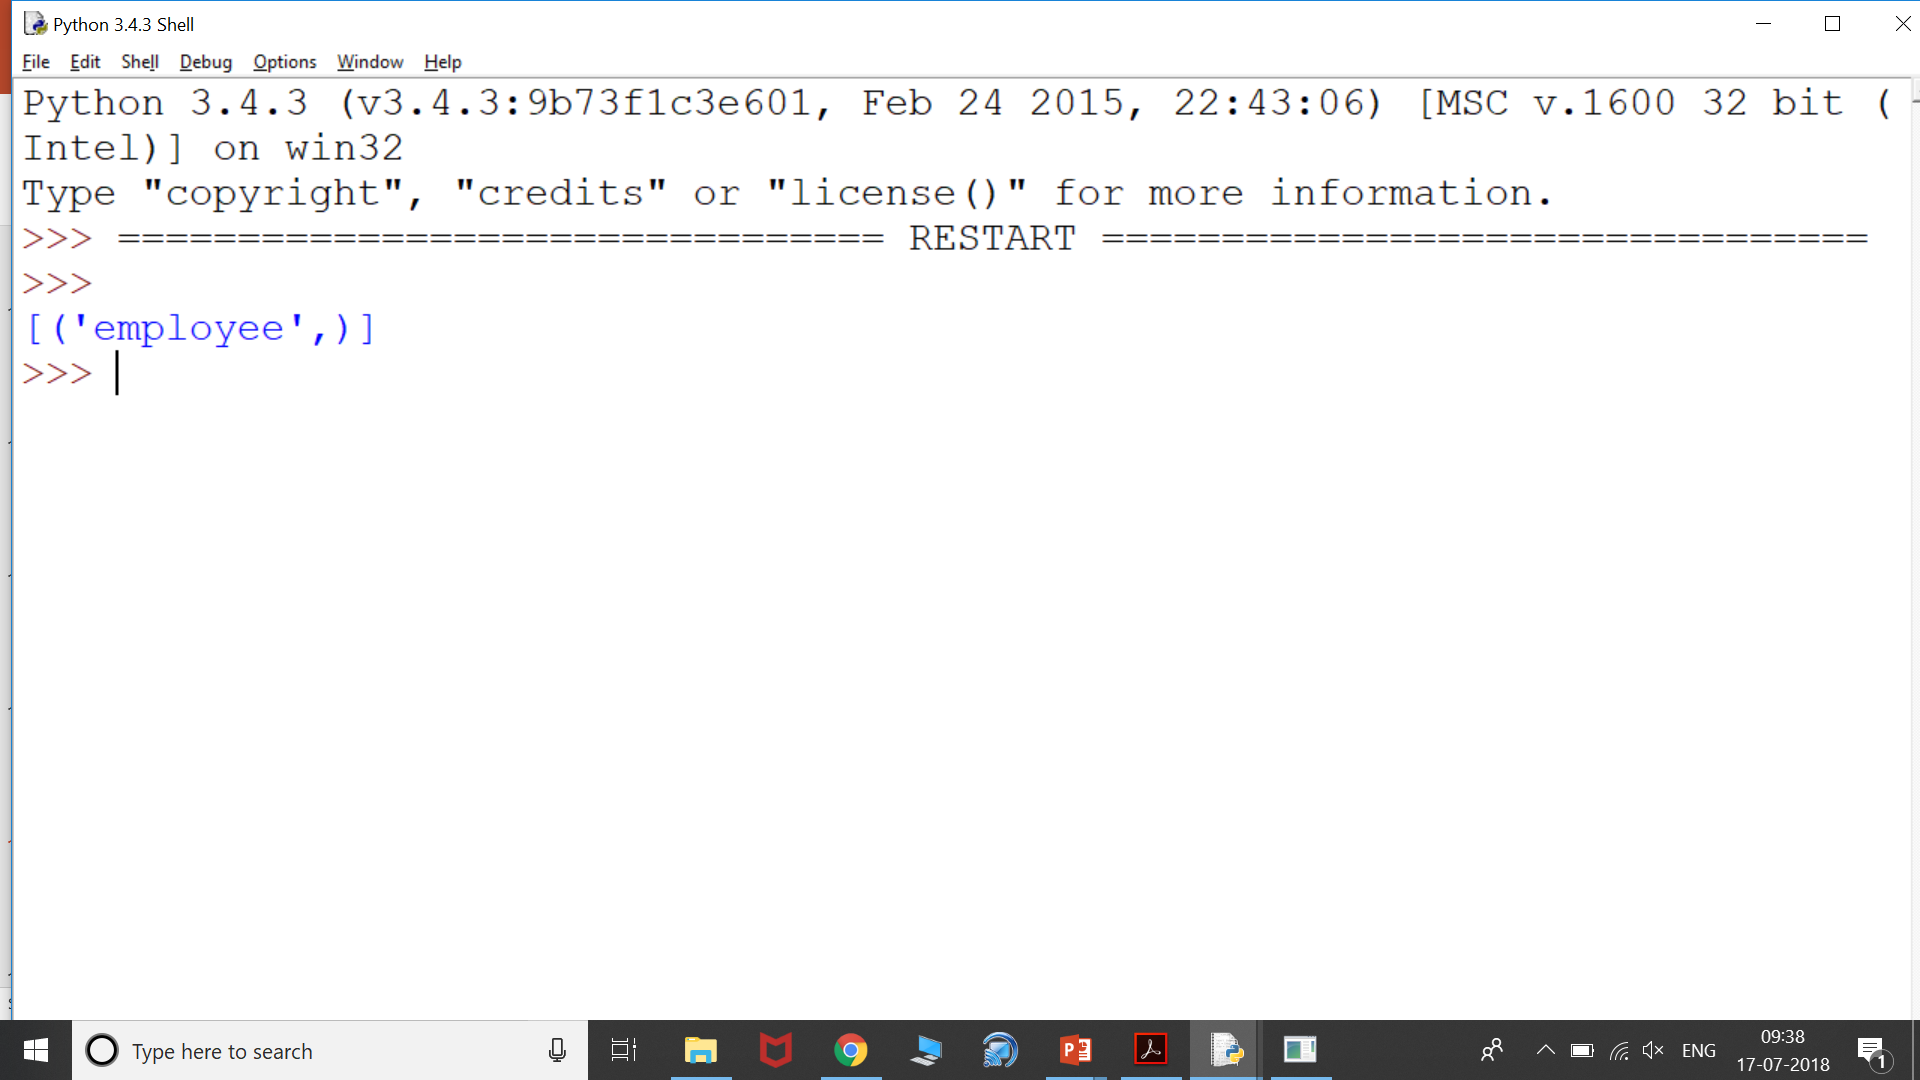 Python 3.4.3 Shell
File Edit Shell Debug Options Window Help
Python 3.4.3 (v3.4.3:9b73f1c3e601, Feb 24 2015, 22:43:06) [MSC v.1600 32 bit (
Intel)] on win32
Type "copyright", "credits" or "license()" for more information.
>>> ================================ RESTART ================================
>>>
[('employee',)]
>>>
Type here to search
ENG
09:38
17-07-2018
1